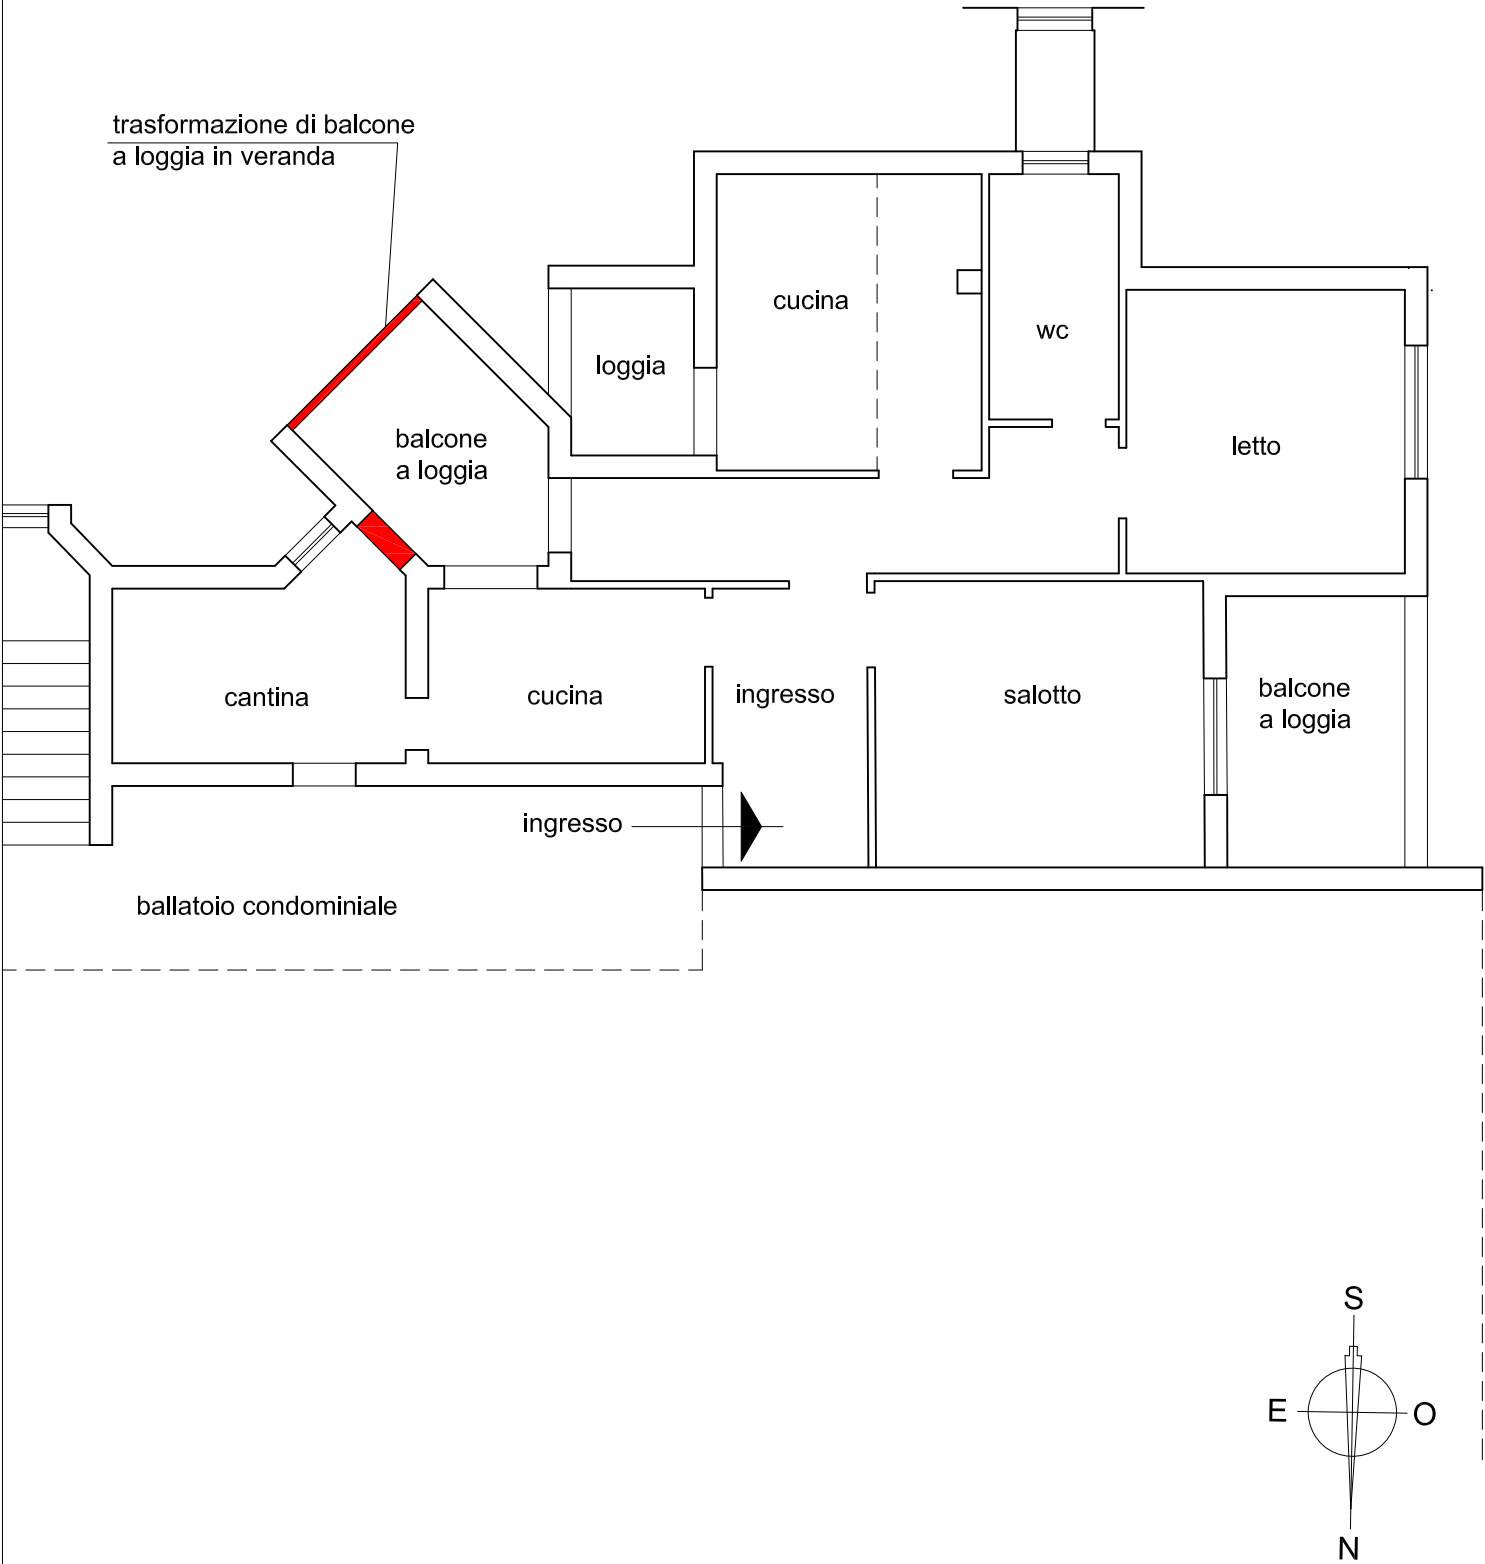 trasformazione di balcone
a loggia in veranda
cucina
wc
loggia
balcone
a loggia
letto
cantina
cucina
ingresso
salotto
balcone
a loggia
ingresso
ballatoio condominiale
S
E
O
N